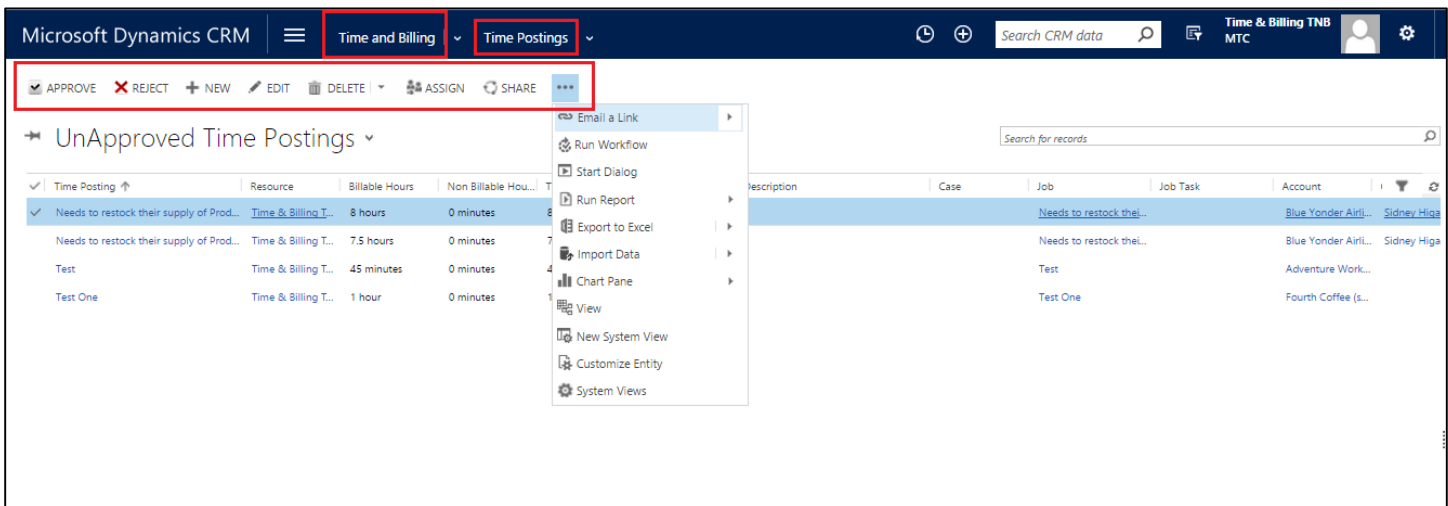 Microsoft Dynamics CRM Time and Billing Time Postings Search CRM data Time & Billing TNB
MTC
APPROVE REJECT NEW EDIT DELETE ASSIGN SHARE ...
Email a Link
UnApproved Time Postings Search for records
Run Workflow
Start Dialog
Time Posting Resource Billable Hours Non Billable Hou... T Description Case Job Job Task Account
Run Report
Needs to restock their supply of Prod... Time & Billing T... 8 hours 0 minutes 8 Needs to restock thei... Blue Yonder Airli... Sidney Higa
Export to Excel
Needs to restock their supply of Prod... Time & Billing T... 7.5 hours 0 minutes 7 Needs to restock thei... Blue Yonder Airli... Sidney Higa
Import Data
Test Time & Billing T... 45 minutes 0 minutes 4 Test Adventure Work...
Chart Pane
Test One Time & Billing T... 1 hour 0 minutes 1 Test One Fourth Coffee (s...
View
New System View
Customize Entity
System Views